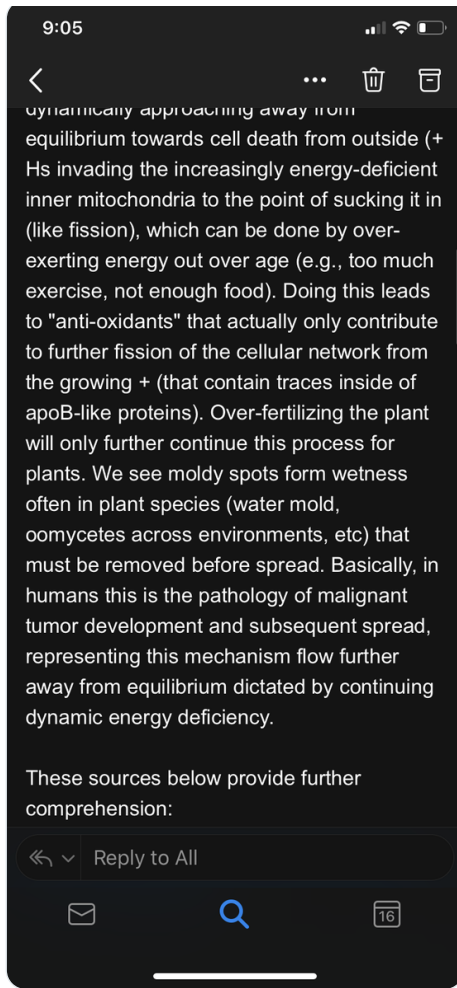 9:05
dynamically approaching away from
equilibrium towards cell death from outside (+
Hs invading the increasingly energy-deficient
inner mitochondria to the point of sucking it in
(like fission), which can be done by over-
exerting energy out over age (e.g., too much
exercise, not enough food). Doing this leads
to "anti-oxidants" that actually only contribute
to further fission of the cellular network from
the growing + (that contain traces inside of
apoB-like proteins). Over-fertilizing the plant
will only further continue this process for
plants. We see moldy spots form wetness
often in plant species (water mold,
oomycetes across environments, etc) that
must be removed before spread. Basically, in
humans this is the pathology of malignant
tumor development and subsequent spread,
representing this mechanism flow further
away from equilibrium dictated by continuing
dynamic energy deficiency.
These sources below provide further
comprehension:
Reply to All
16